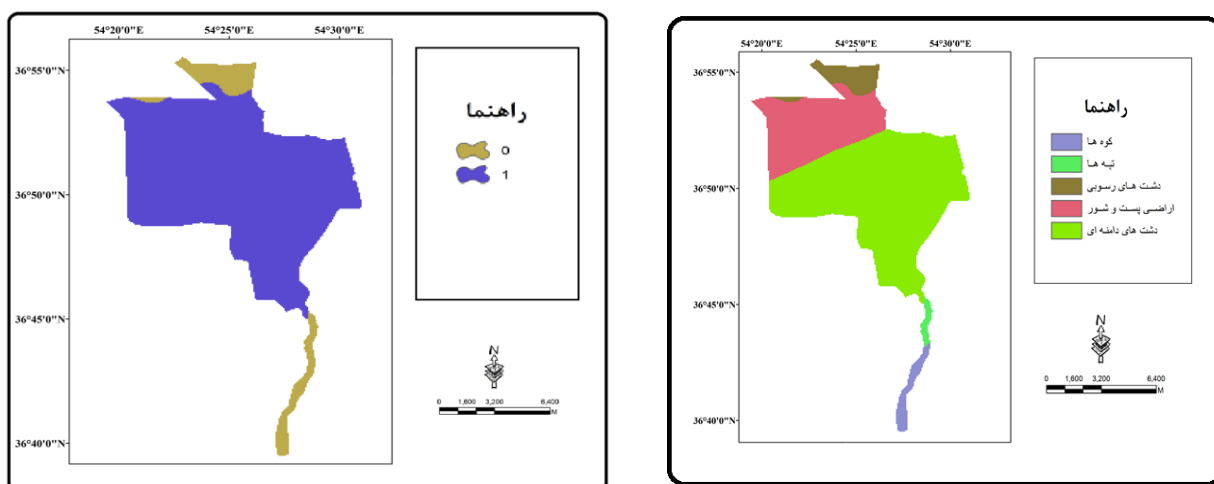 54°20'0"E 54°25'0"E 54°30'0"E
36°55'0"N
36°50'0"N
36°45'0"N
36°40'0"N
راهنما
0
1
N
0 1,600 3,200 6,400
M
54°20'0"E 54°25'0"E 54°30'0"E
36°55'0"N
36°50'0"N
36°45'0"N
36°40'0"N
راهنما
کوه ها
تپه ها
دشت های رسوبی
اراضی پست و شور
دشت های دامنه ای
N
0 1,600 3,200 6,400
M